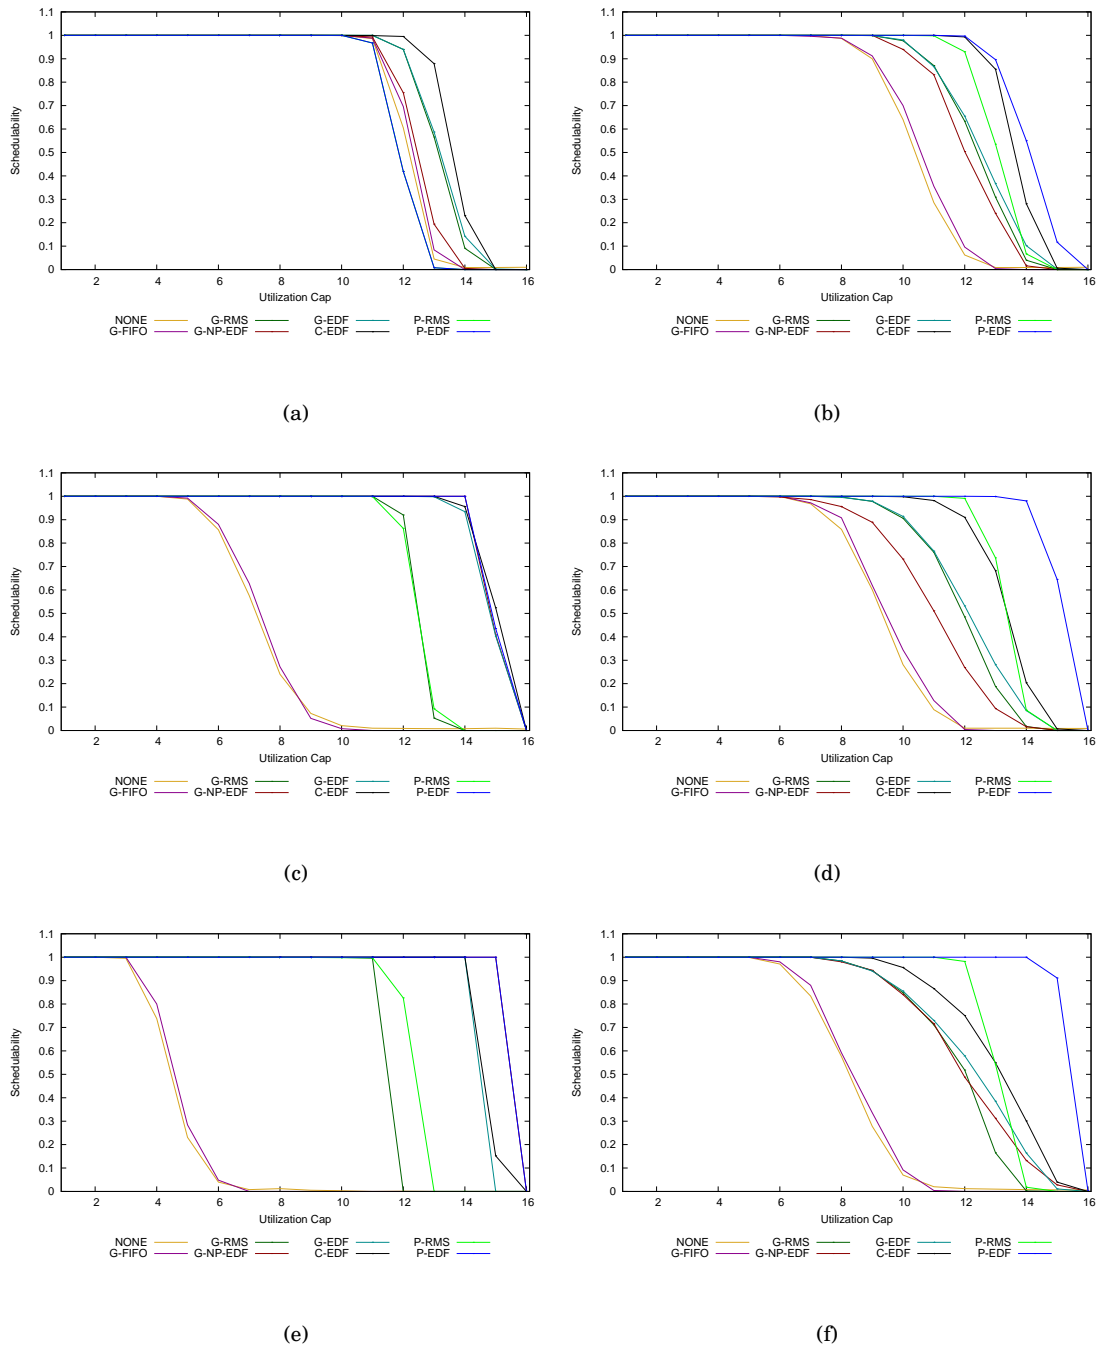 1.1
1
0.9
0.8
0.7
0.6
0.5
0.4
0.3
0.2
0.1
0
Schedulability
2 4 6 8 10 12 14 16
Utilization Cap
NONE G-RMS G-EDF P-RMS
G-FIFO G-NP-EDF C-EDF P-EDF
(a)
1.1
1
0.9
0.8
0.7
0.6
0.5
0.4
0.3
0.2
0.1
0
Schedulability
2 4 6 8 10 12 14 16
Utilization Cap
NONE G-RMS G-EDF P-RMS
G-FIFO G-NP-EDF C-EDF P-EDF
(b)
1.1
1
0.9
0.8
0.7
0.6
0.5
0.4
0.3
0.2
0.1
0
Schedulability
2 4 6 8 10 12 14 16
Utilization Cap
NONE G-RMS G-EDF P-RMS
G-FIFO G-NP-EDF C-EDF P-EDF
(c)
1.1
1
0.9
0.8
0.7
0.6
0.5
0.4
0.3
0.2
0.1
0
Schedulability
2 4 6 8 10 12 14 16
Utilization Cap
NONE G-RMS G-EDF P-RMS
G-FIFO G-NP-EDF C-EDF P-EDF
(d)
1.1
1
0.9
0.8
0.7
0.6
0.5
0.4
0.3
0.2
0.1
0
Schedulability
2 4 6 8 10 12 14 16
Utilization Cap
NONE G-RMS G-EDF P-RMS
G-FIFO G-NP-EDF C-EDF P-EDF
(e)
1.1
1
0.9
0.8
0.7
0.6
0.5
0.4
0.3
0.2
0.1
0
Schedulability
2 4 6 8 10 12 14 16
Utilization Cap
NONE G-RMS G-EDF P-RMS
G-FIFO G-NP-EDF C-EDF P-EDF
(f)